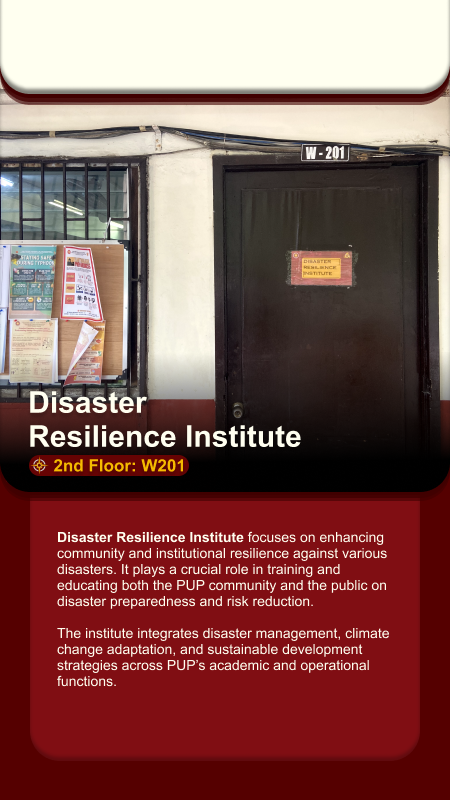 W - 201
DISASTER
RESILIENCE
INSTITUTE
Disaster
Resilience Institute
2nd Floor: W201
Disaster Resilience Institute focuses on enhancing
community and institutional resilience against various
disasters. It plays a crucial role in training and
educating both the PUP community and the public on
disaster preparedness and risk reduction.
The institute integrates disaster management, climate
change adaptation, and sustainable development
strategies across PUP's academic and operational
functions.